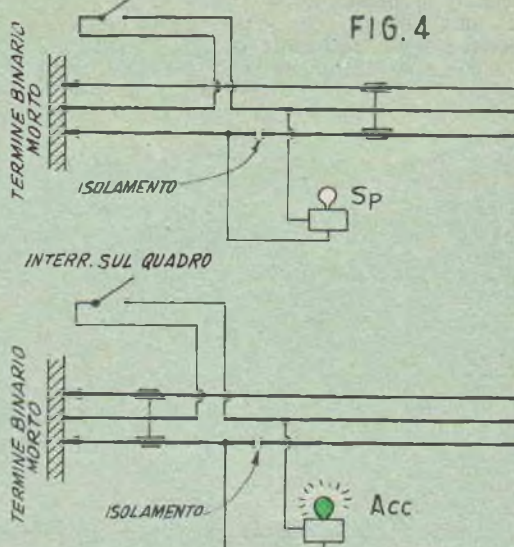 FIG. 4
TERMINE BINARIO
MORTO
ISOLAMENTO
Sp
INTERR. SUL QUADRO
TERMINE BINARIO
MORTO
ISOLAMENTO
Acc